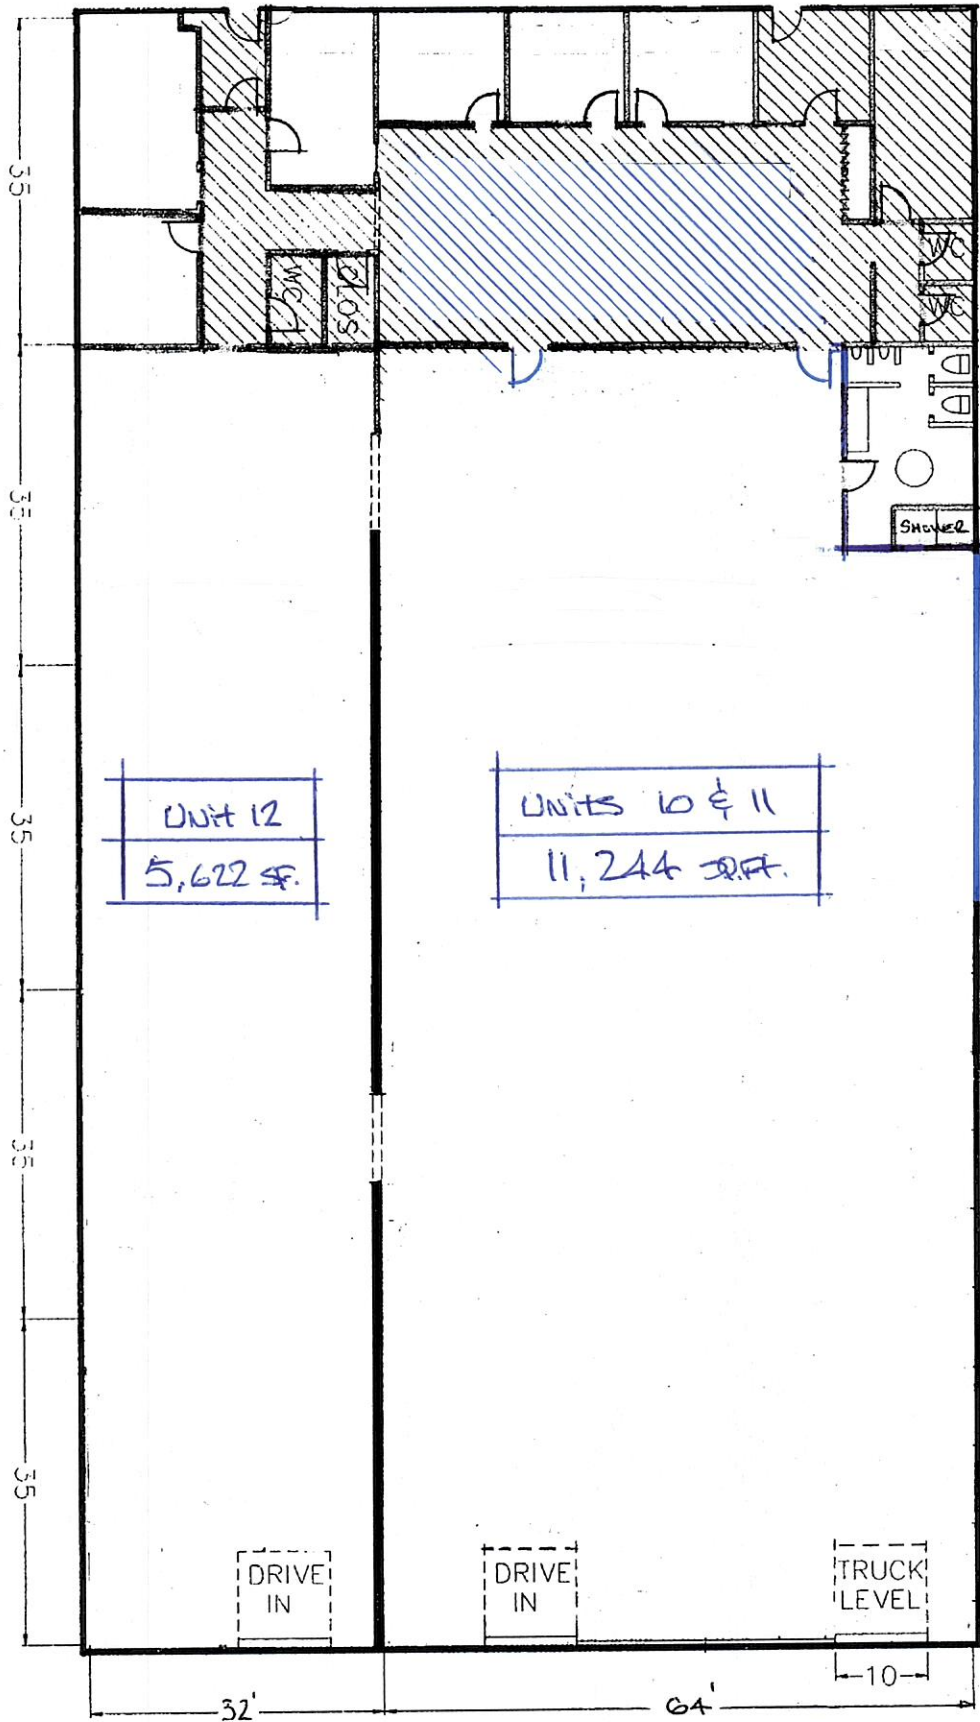 WC
WC
WC
CLOS
SHOWER
35
35
35
35
35
UNIT 12
5,622 SF.
UNITS 10 & 11
11,244 SQ.FT.
DRIVE
IN
DRIVE
IN
TRUCK
LEVEL
10
32'
64'